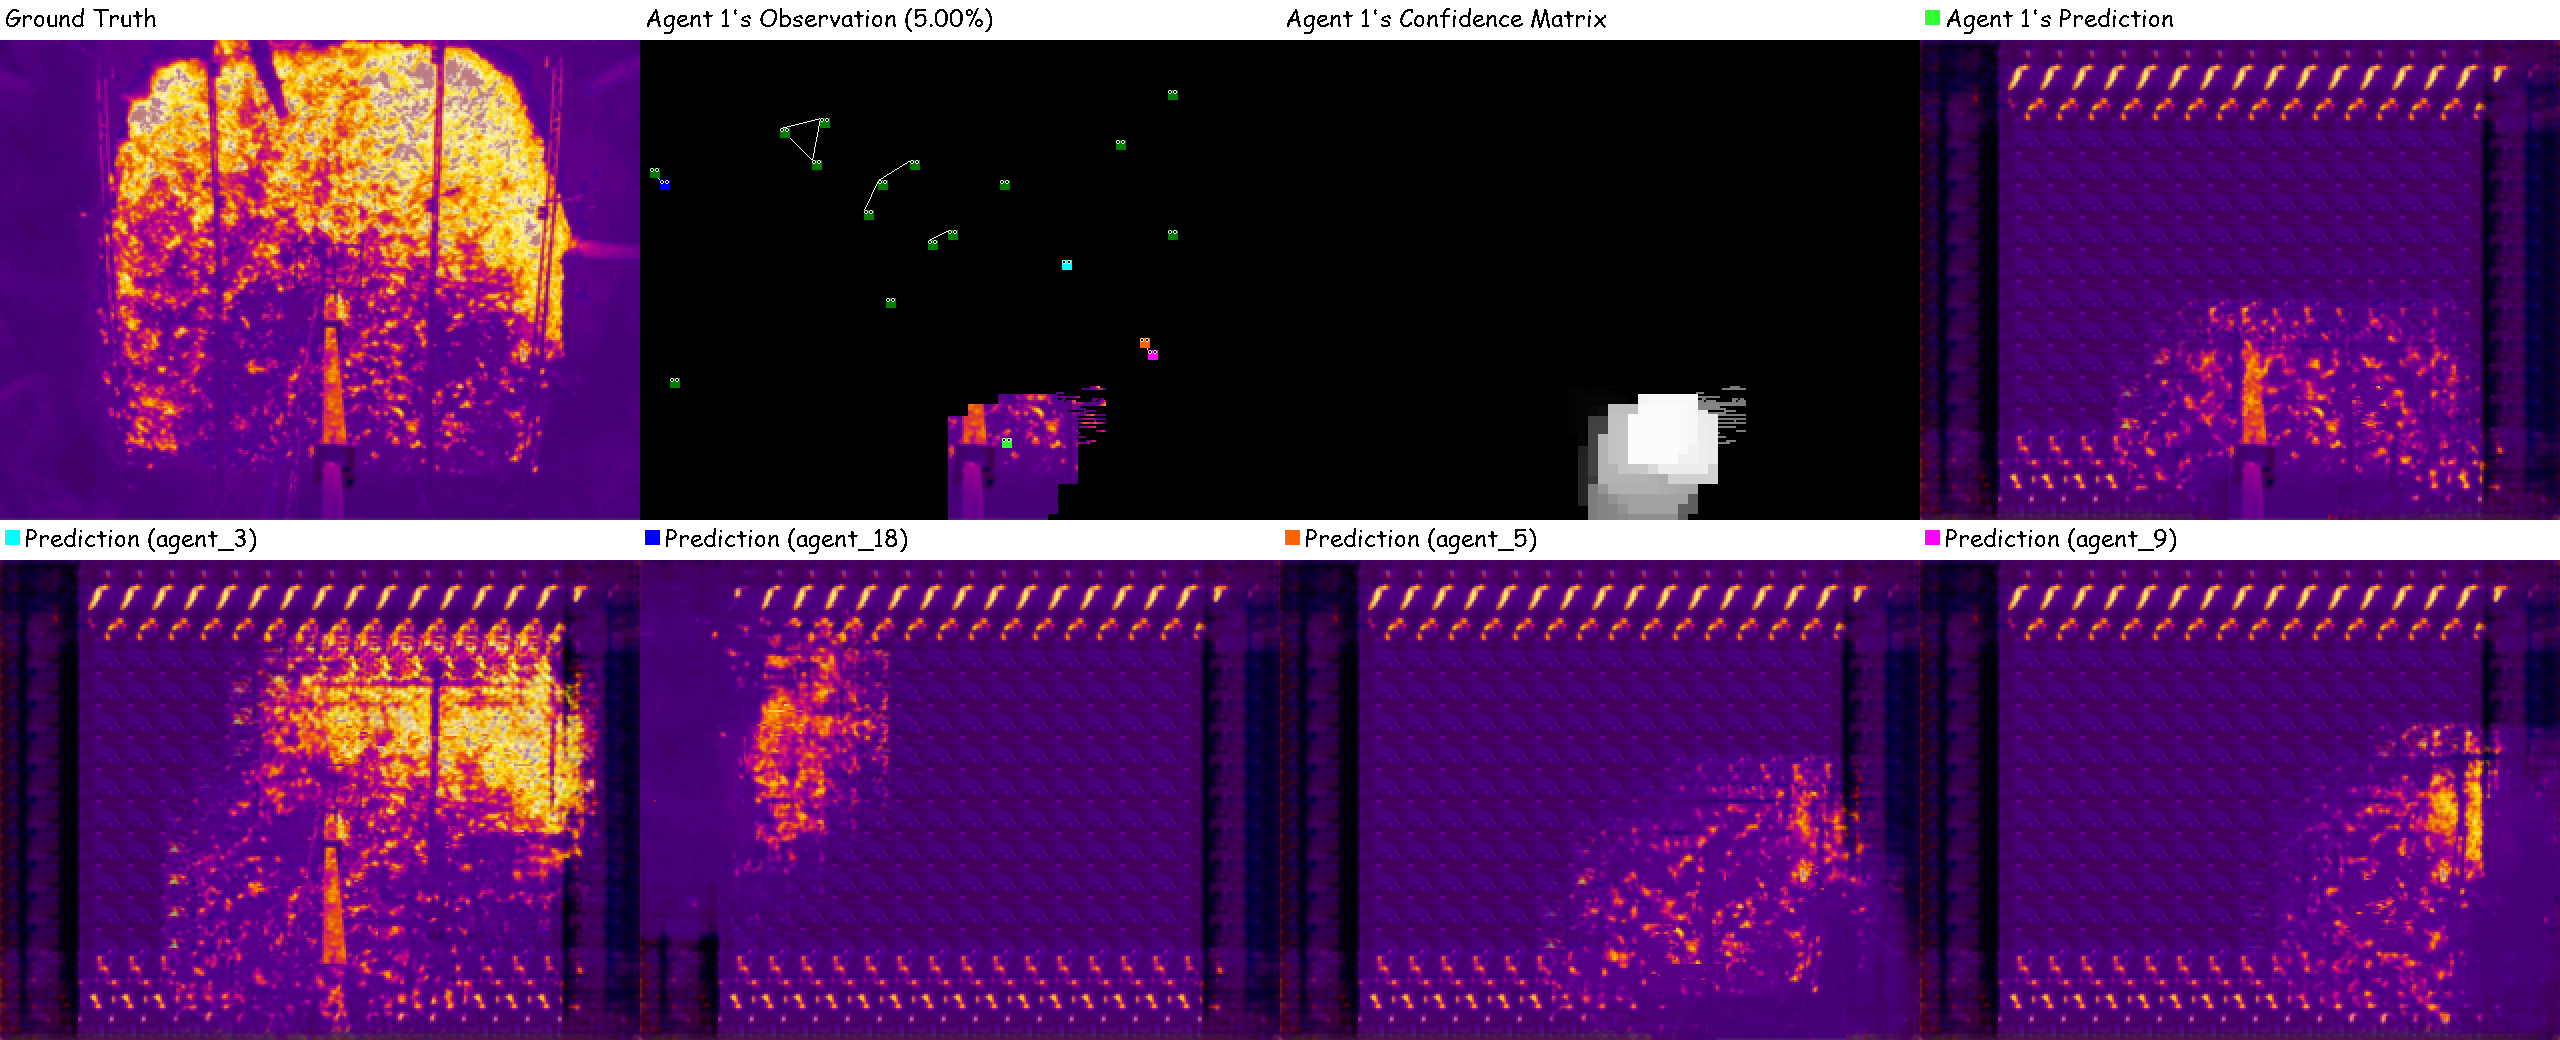 Ground Truth
Agent 1's Observation (5.00%)
Agent 1's Confidence Matrix
Agent 1's Prediction
Prediction (agent_3)
Prediction (agent_18)
Prediction (agent_5)
Prediction (agent_9)